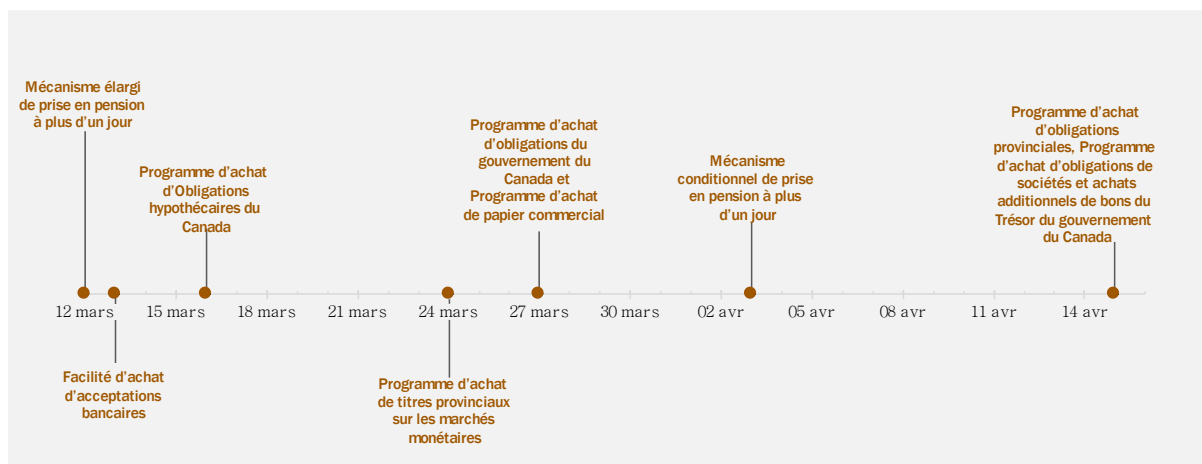 Mécanisme élargi
de prise en pension
à plus d'un jour
Programme d'achat
d'Obligations
hypothécaires du
Canada
Programme d'achat
d'obligations du
gouvernement du
Canada et
Programme d'achat
de papier commercial
Mécanisme
conditionnel de prise
en pension à plus
d'un jour
Programme d'achat
d'obligations
provinciales, Programme
d'achat d'obligations de
sociétés et achats
additionnels de bons du
Trésor du gouvernement
du Canada
12 mars 15 mars 18 mars 21 mars 24 mars 27 mars 30 mars 02 avr 05 avr 08 avr 11 avr 14 avr
Facilité d'achat
d'acceptations
bancaires
Programme d'achat
de titres provinciaux
sur les marchés
monétaires